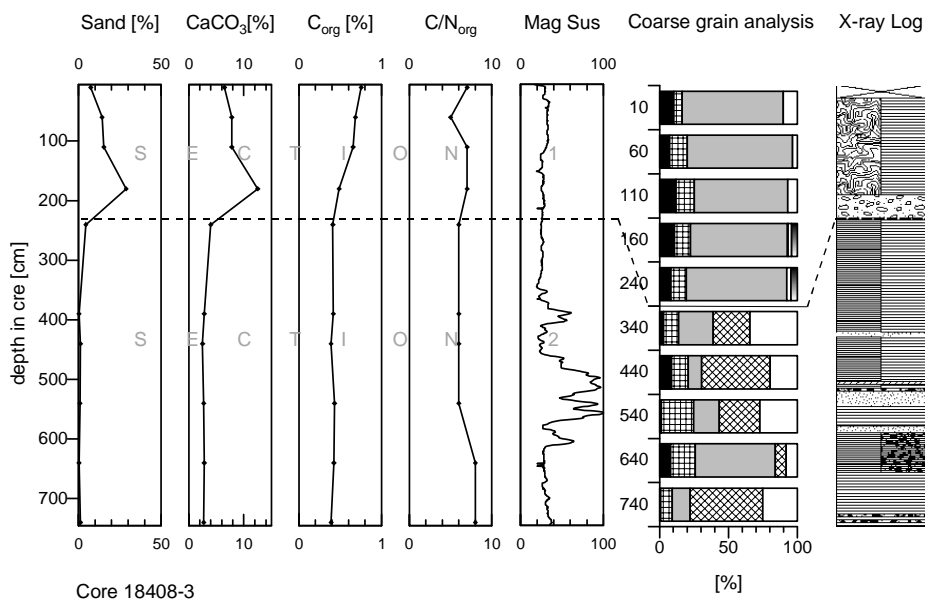 Sand [%] CaCO3[%] Corg [%] C/Norg Mag Sus Coarse grain analysis X-ray Log
0 50 0 10 0 1 0 10 0 100
depth in cre [cm]
100
200
300
400
500
600
700
S E C T I O N 1
S E C T I O N 2
10
60
110
160
240
340
440
540
640
740
0 50 0 10 0 1 0 10 0 100
0 50 100
[%]
Core 18408-3